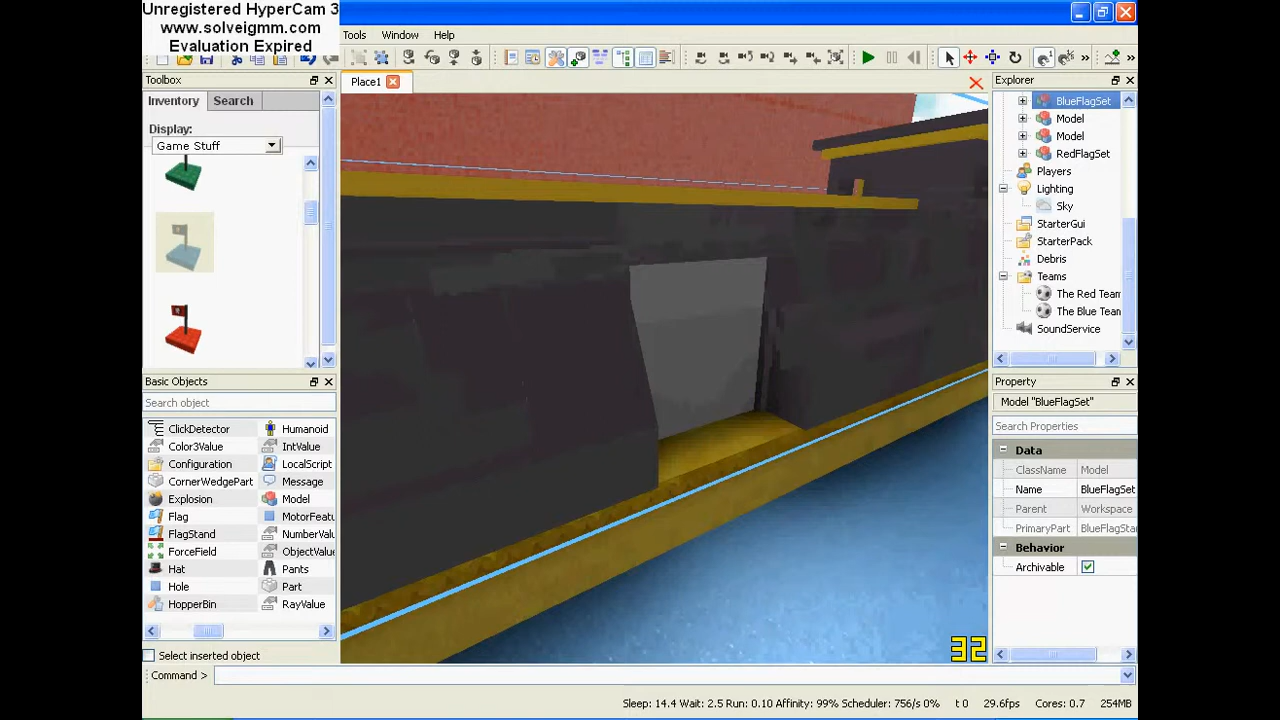 Unregistered HyperCam 3
www.solveigmm.com
Evaluation Expired
Tools Window Help
Toolbox
Place1
Explorer
Inventory Search
Display:
Game Stuff
BlueFlagSet
Model
Model
RedFlagSet
Players
Lighting
Sky
StarterGui
StarterPack
Debris
Teams
The Red Team
The Blue Team
SoundService
Basic Objects
Search object
ClickDetector Humanoid
Color3Value IntValue
Configuration LocalScript
CornerWedgePart Message
Explosion Model
Flag MotorFeatu
FlagStand NumberValu
ForceField ObjectValue
Hat Pants
Hole Part
HopperBin RayValue
Select inserted object
Property
Model "BlueFlagSet"
Search Properties
Data
ClassName Model
Name BlueFlagSet
Parent Workspace
PrimaryPart BlueFlagStar
Behavior
Archivable
32
Command >
Sleep: 14.4 Wait: 2.5 Run: 0.10 Affinity: 99% Scheduler: 756/s 0% t 0 29.6fps Cores: 0.7 254MB